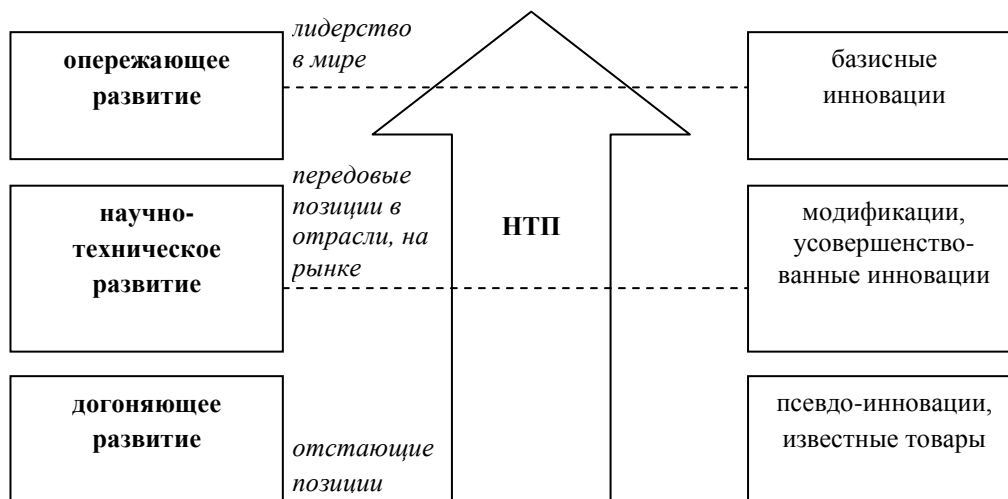 опережающее
развитие
лидерство
в мире
базисные
инновации
научно-
техническое
развитие
передовые
позиции в
отрасли, на
рынке
НТП
модификации,
усовершенство-
ванные инновации
догоняющее
развитие
отстающие
позиции
псевдо-инновации,
известные товары